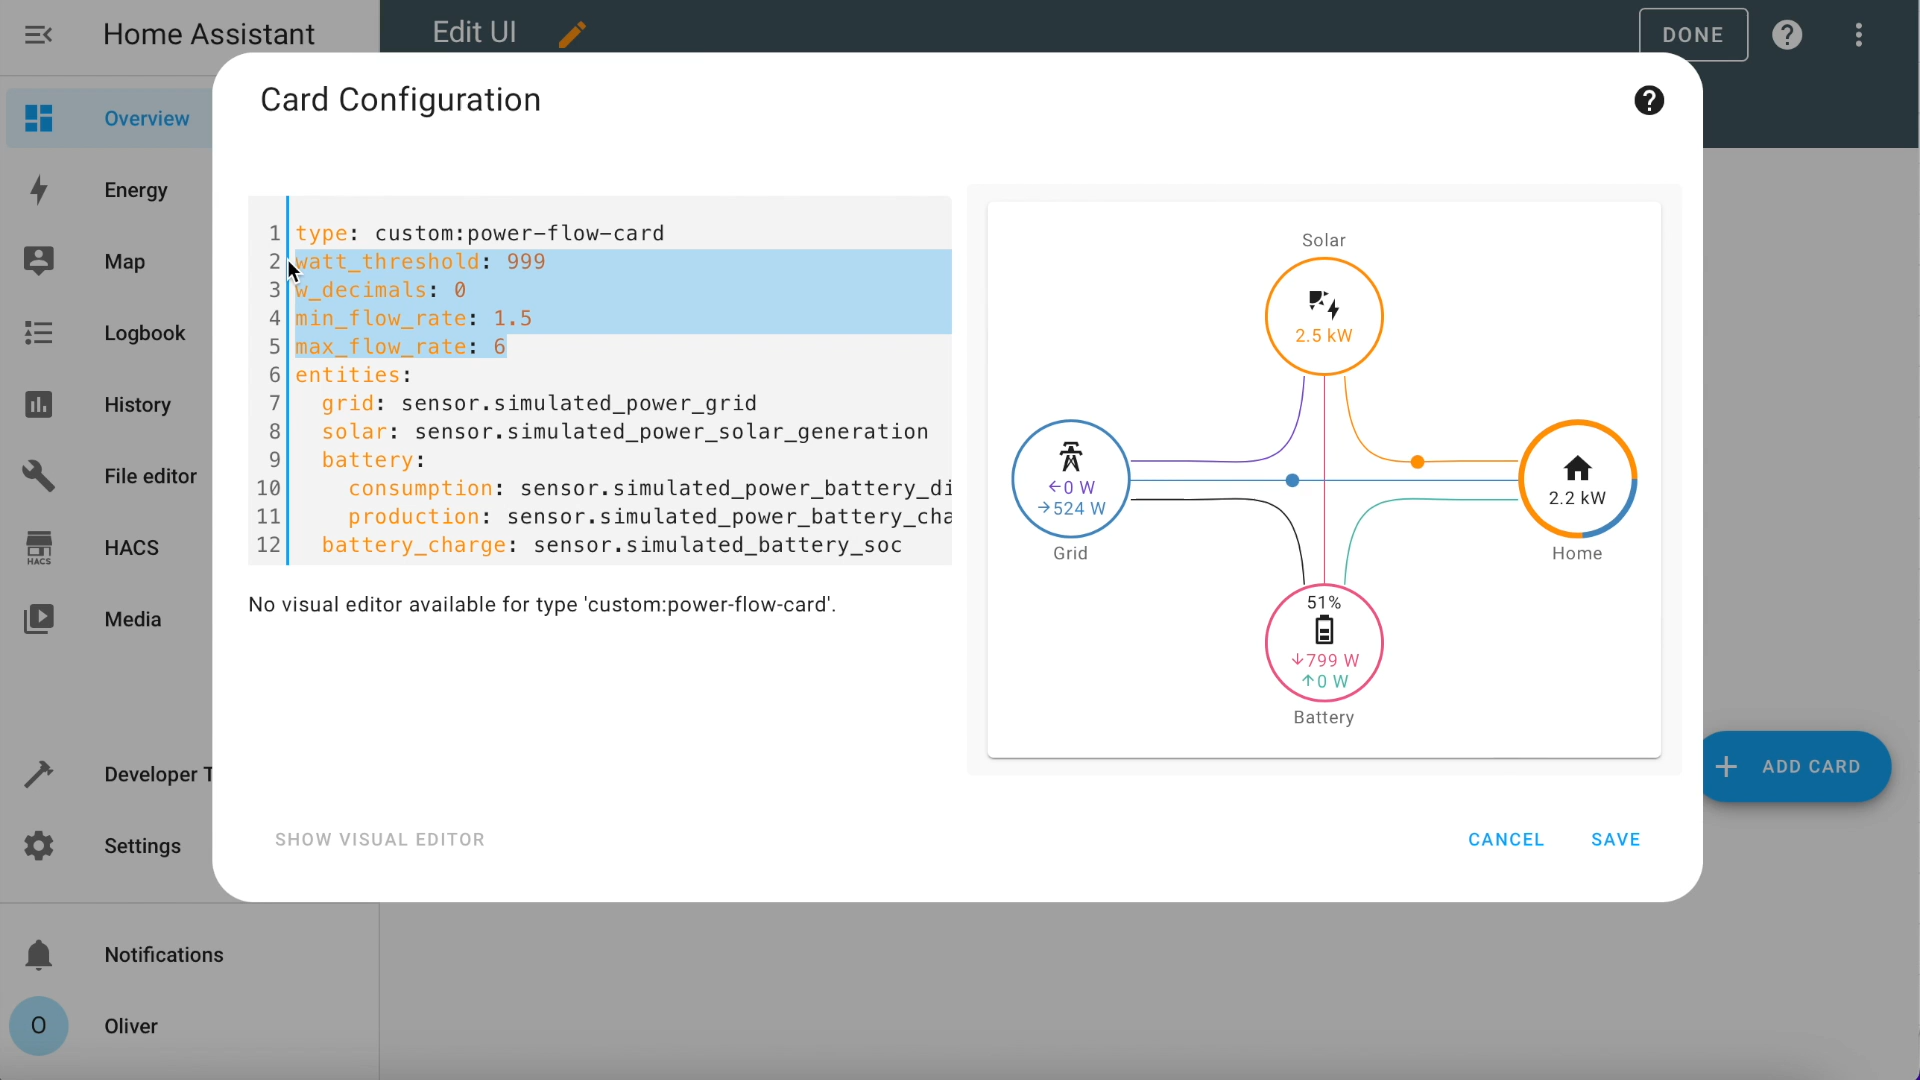 Home Assistant
Edit UI
DONE
Card Configuration
Overview
Energy
Map
Logbook
History
File editor
HACS
HACS
Media
Developer T
Settings
Notifications
O
Oliver
1 type: custom:power-flow-card
2 watt_threshold: 999
3 w_decimals: 0
4 min_flow_rate: 1.5
5 max_flow_rate: 6
6 entities:
7 grid: sensor.simulated_power_grid
8 solar: sensor.simulated_power_solar_generation
9 battery:
10 consumption: sensor.simulated_power_battery_di
11 production: sensor.simulated_power_battery_cha
12 battery_charge: sensor.simulated_battery_soc
No visual editor available for type 'custom:power-flow-card'.
Solar
2.5 kW
←0 W
→524 W
Grid
2.2 kW
Home
51%
↓799 W
↑0 W
Battery
SHOW VISUAL EDITOR
CANCEL
SAVE
+ ADD CARD